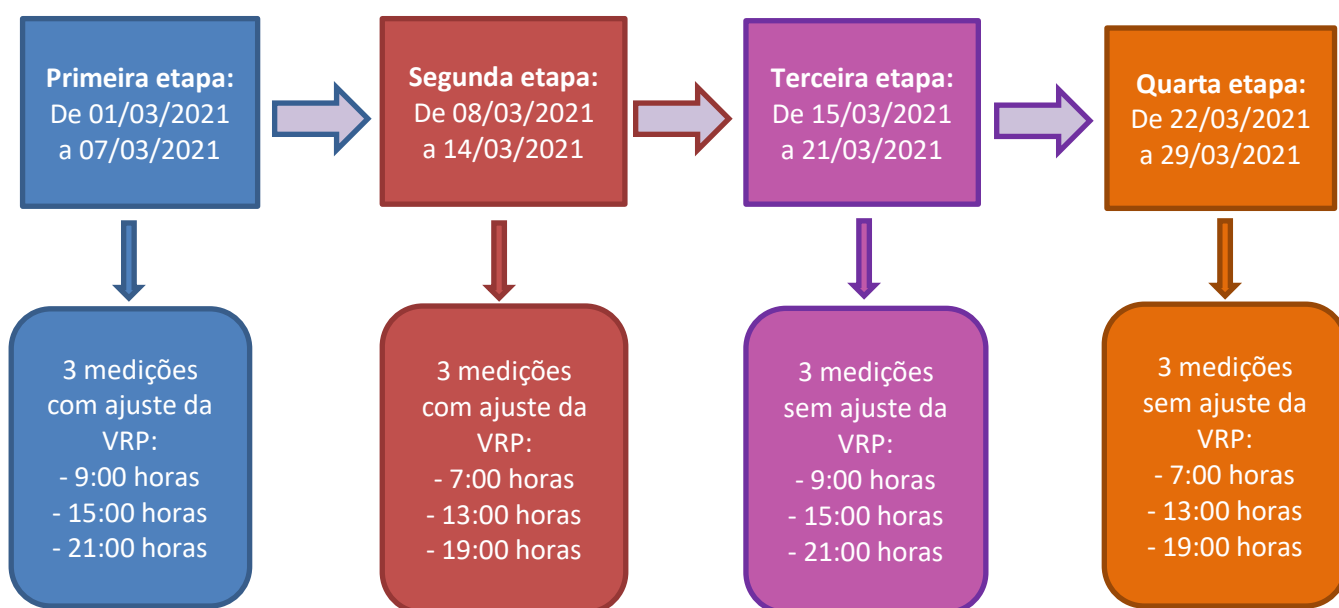 Primeira etapa:
De 01/03/2021
a 07/03/2021
Segunda etapa:
De 08/03/2021
a 14/03/2021
Terceira etapa:
De 15/03/2021
a 21/03/2021
Quarta etapa:
De 22/03/2021
a 29/03/2021
3 medições
com ajuste da
VRP:
- 9:00 horas
- 15:00 horas
- 21:00 horas
3 medições
com ajuste da
VRP:
- 7:00 horas
- 13:00 horas
- 19:00 horas
3 medições
sem ajuste da
VRP:
- 9:00 horas
- 15:00 horas
- 21:00 horas
3 medições
sem ajuste da
VRP:
- 7:00 horas
- 13:00 horas
- 19:00 horas